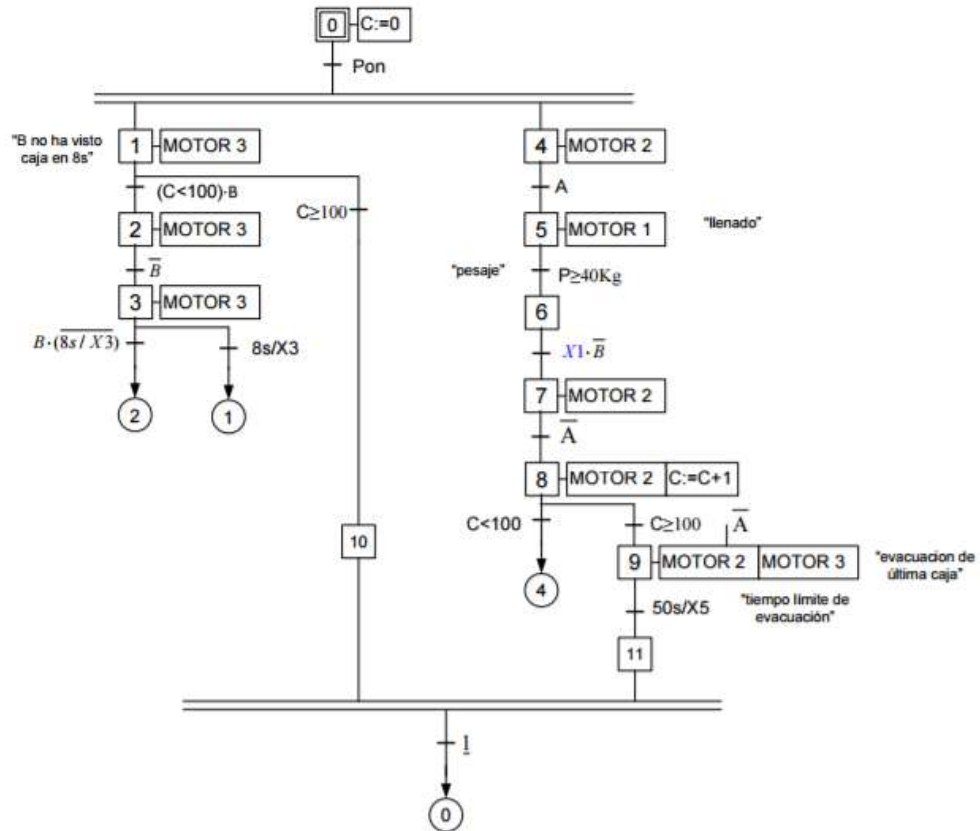 0 C:=0
Pon
"B no ha visto caja en 8s"
1 MOTOR 3
4 MOTOR 2
(C<100)·B
C≥100
A
2 MOTOR 3
5 MOTOR 1
"llenado"
B̅
"pesaje"
P≥40Kg
3 MOTOR 3
6
B·(8s/X3)̅
8s/X3
X1·B̅
2
1
7 MOTOR 2
A̅
8 MOTOR 2 C:=C+1
C<100
C≥100
A̅
10
4
9 MOTOR 2 MOTOR 3
"evacuacion de última caja"
50s/X5
"tiempo límite de evacuación"
11
1
0